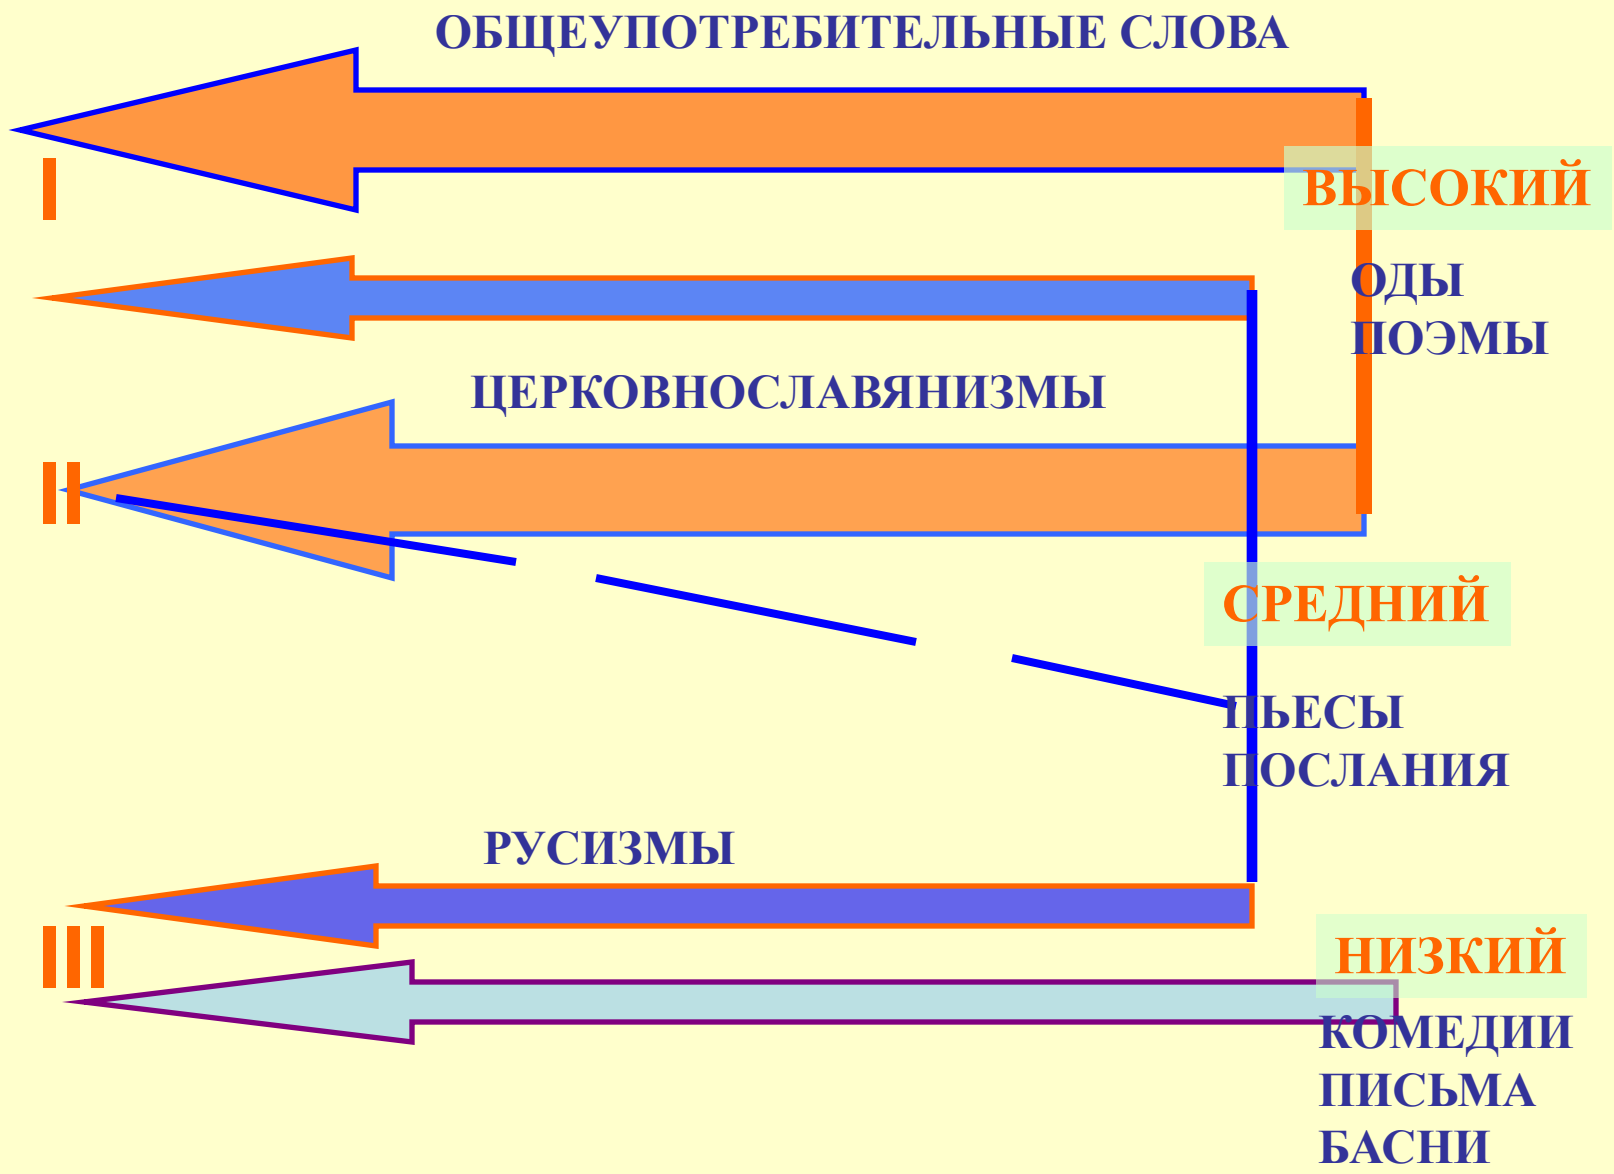 ОБЩЕУПОТРЕБИТЕЛЬНЫЕ СЛОВА
I
ВЫСОКИЙ
ОДЫ
ПОЭМЫ
ЦЕРКОВНОСЛАВЯНИЗМЫ
II
СРЕДНИЙ
ПЬЕСЫ
ПОСЛАНИЯ
РУСИЗМЫ
III
НИЗКИЙ
КОМЕДИИ
ПИСЬМА
БАСНИ